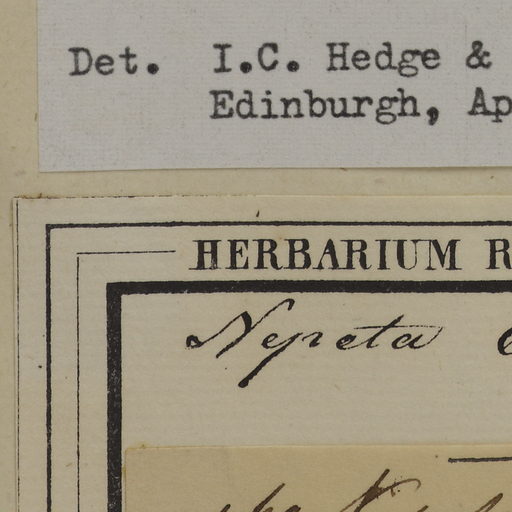 Det. I.C. Hedge &
Edinburgh, Ap
HERBARIUM R
Nepeta